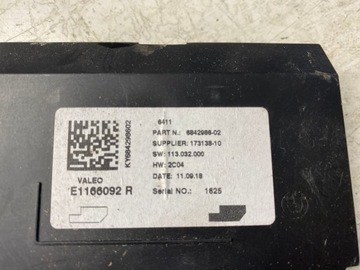 6411
PART N.: 6842986-02
SUPPLIER: 173138-10
SW: 113.032.000
HW: 2C04
DATE: 11.09.18
Serial NO.: 1625
KY684298602
VALEO
E1166092 R